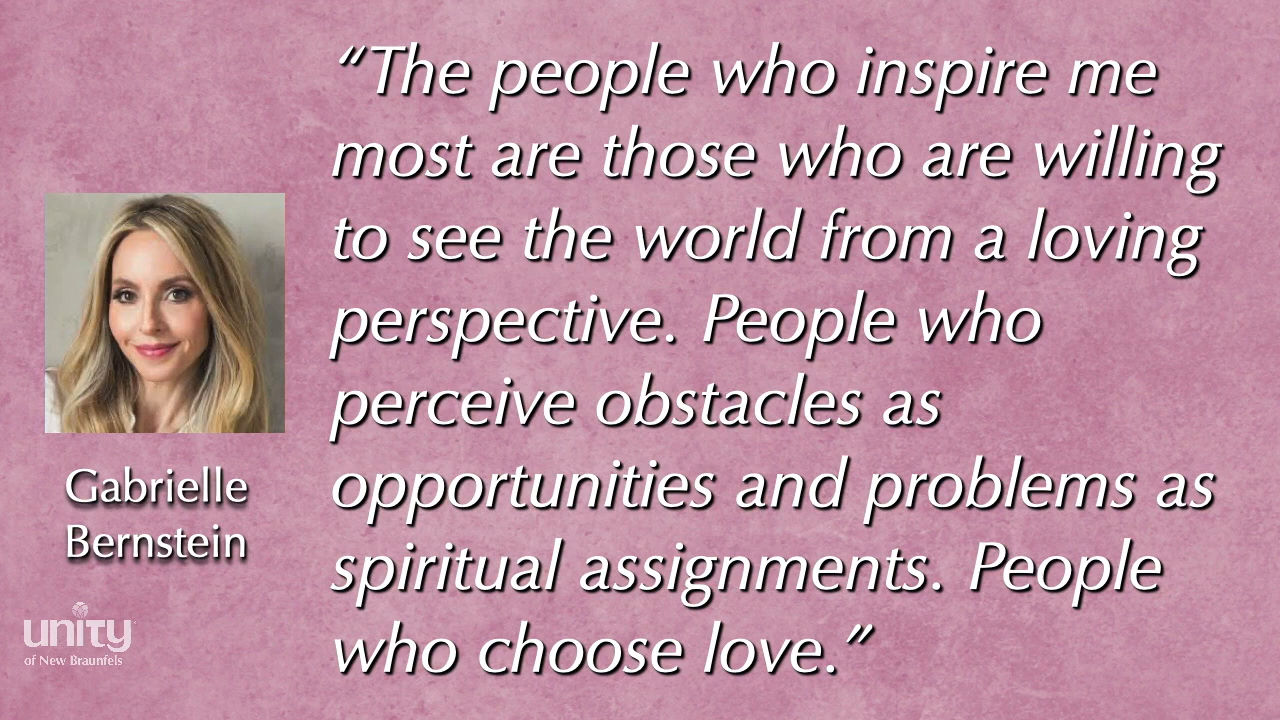 “The people who inspire me
most are those who are willing
to see the world from a loving
perspective. People who
perceive obstacles as
opportunities and problems as
spiritual assignments. People
who choose love.”
Gabrielle
Bernstein
unity
of New Braunfels